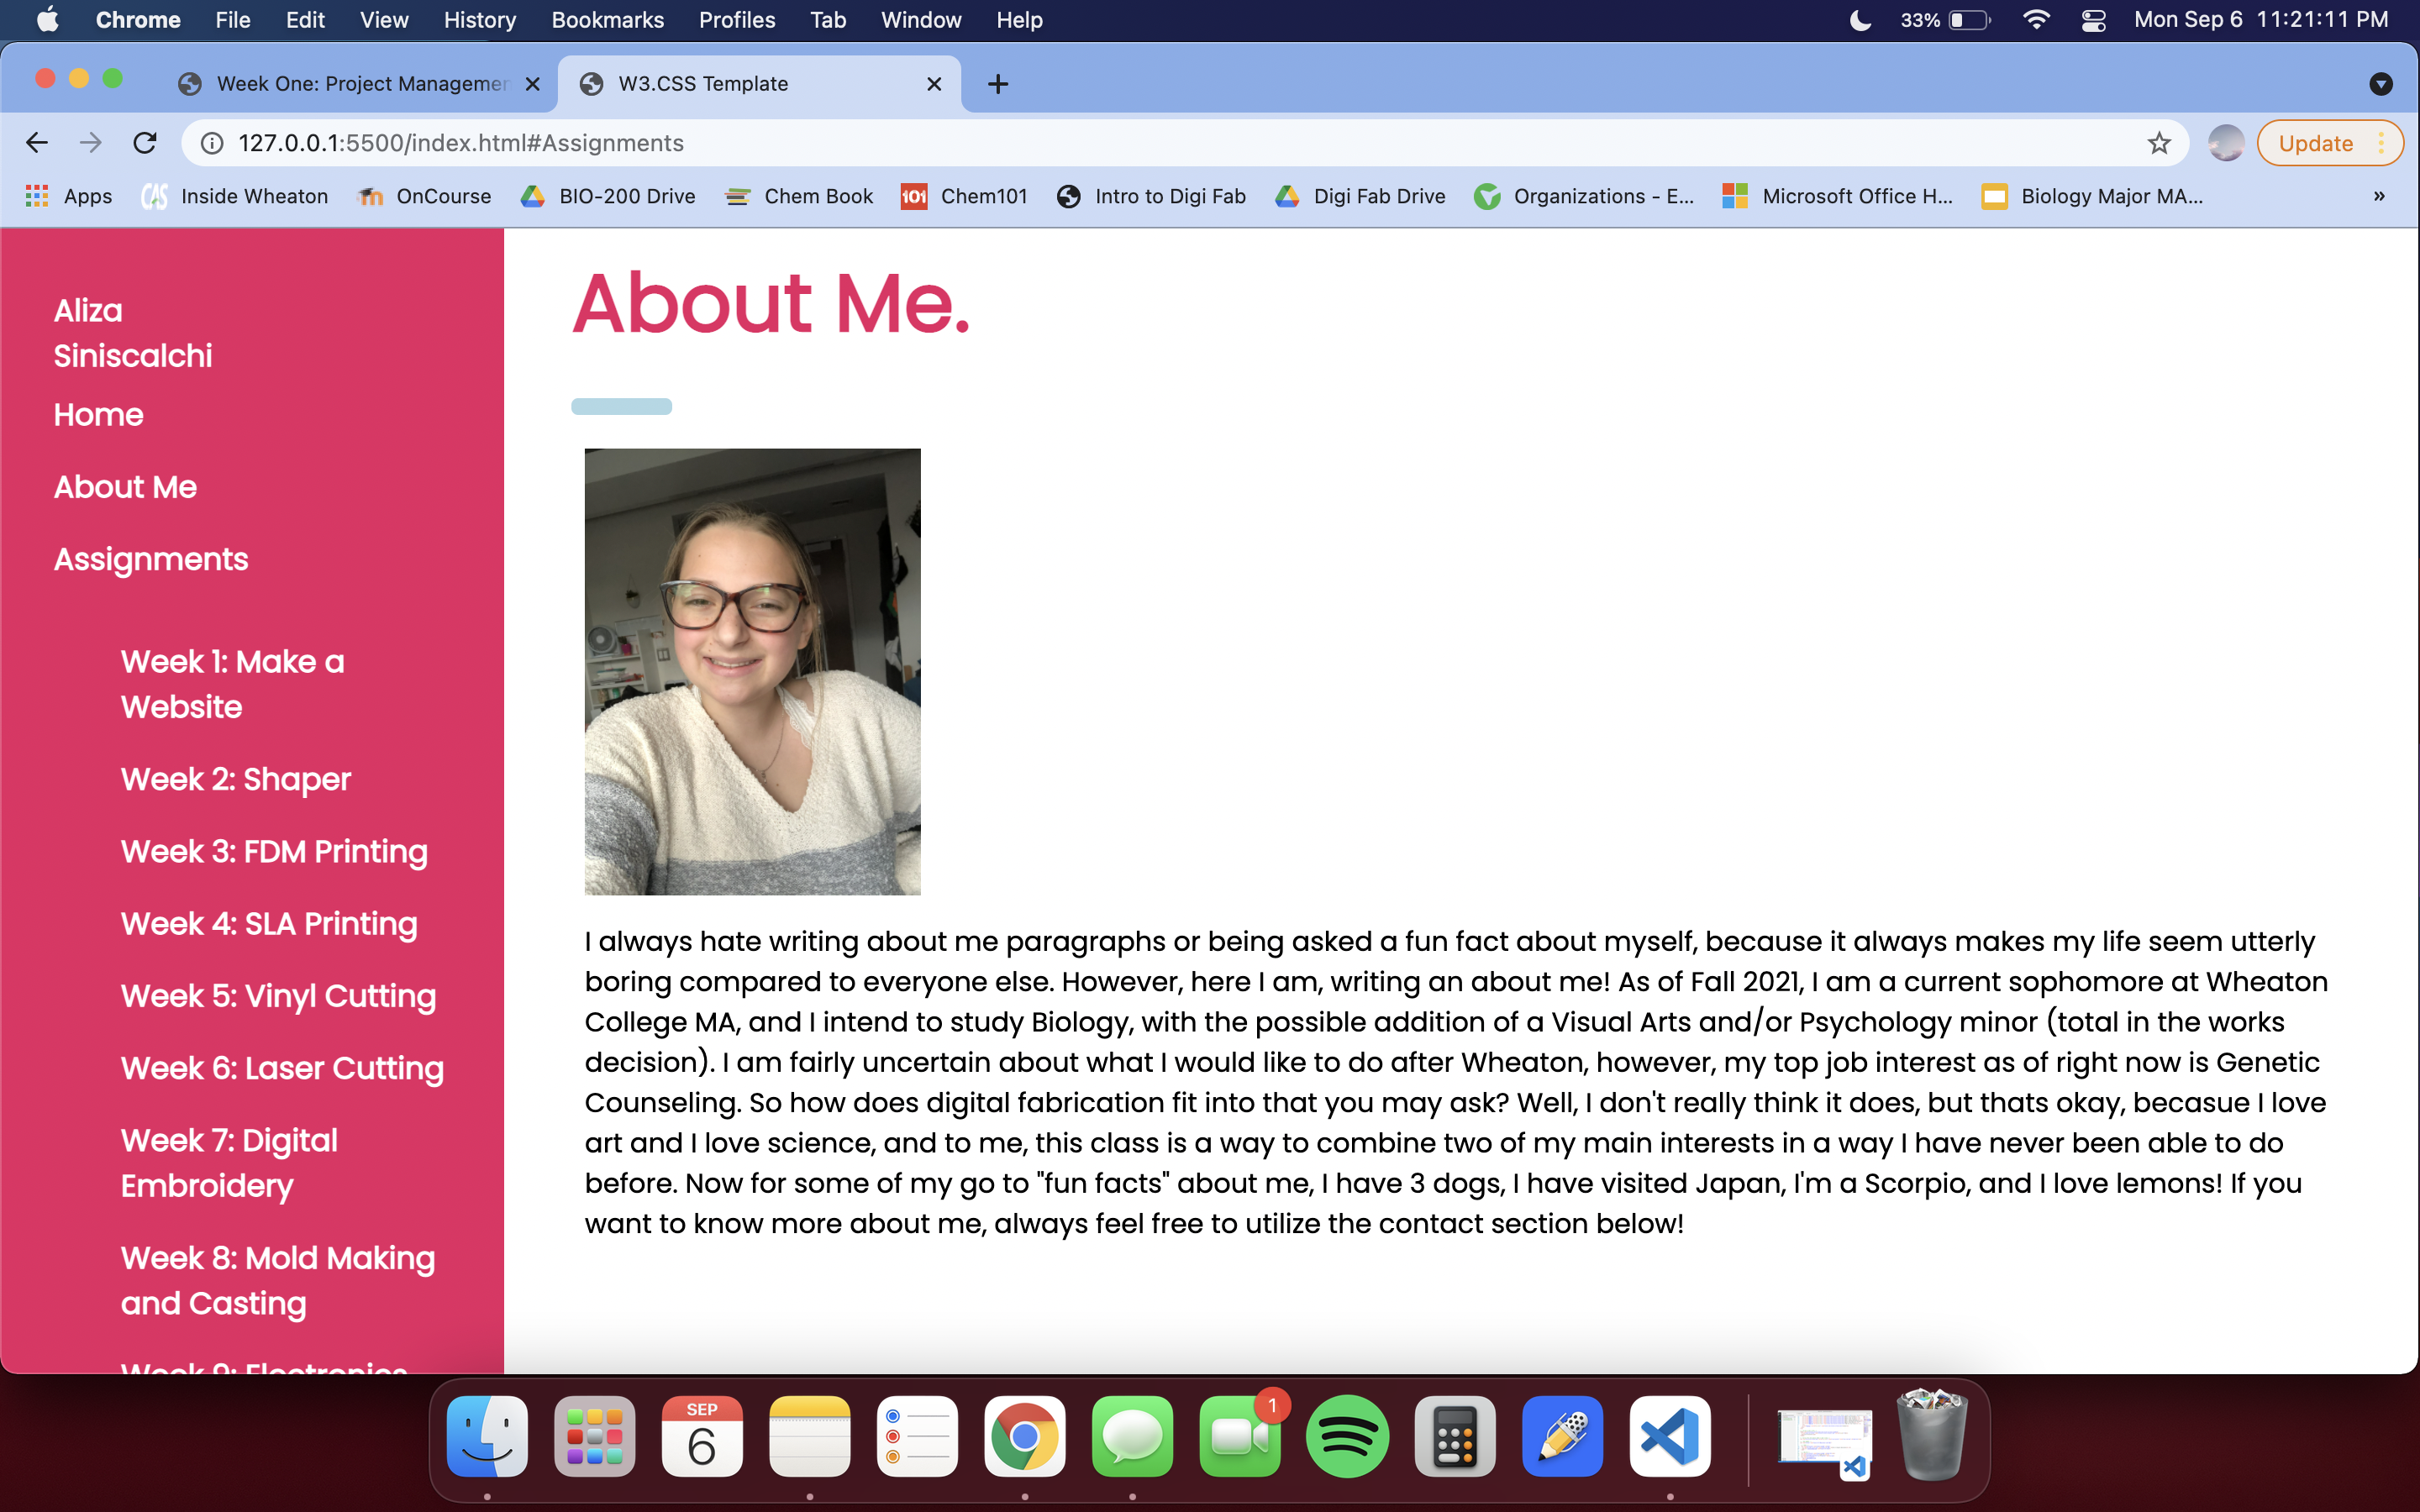 Chrome File Edit View History Bookmarks Profiles Tab Window Help 33% Mon Sep 6 11:21:11 PM
Week One: Project Managemen W3.CSS Template
127.0.0.1:5500/index.html#Assignments Update
Apps Inside Wheaton OnCourse BIO-200 Drive Chem Book 101 Chem101 Intro to Digi Fab Digi Fab Drive Organizations - E... Microsoft Office H... Biology Major MA... »
Aliza
Siniscalchi
Home
About Me
Assignments
Week 1: Make a
Website
Week 2: Shaper
Week 3: FDM Printing
Week 4: SLA Printing
Week 5: Vinyl Cutting
Week 6: Laser Cutting
Week 7: Digital
Embroidery
Week 8: Mold Making
and Casting
Week 9: Electronics
About Me.
I always hate writing about me paragraphs or being asked a fun fact about myself, because it always makes my life seem utterly
boring compared to everyone else. However, here I am, writing an about me! As of Fall 2021, I am a current sophomore at Wheaton
College MA, and I intend to study Biology, with the possible addition of a Visual Arts and/or Psychology minor (total in the works
decision). I am fairly uncertain about what I would like to do after Wheaton, however, my top job interest as of right now is Genetic
Counseling. So how does digital fabrication fit into that you may ask? Well, I don't really think it does, but thats okay, becasue I love
art and I love science, and to me, this class is a way to combine two of my main interests in a way I have never been able to do
before. Now for some of my go to "fun facts" about me, I have 3 dogs, I have visited Japan, I'm a Scorpio, and I love lemons! If you
want to know more about me, always feel free to utilize the contact section below!
SEP
6
1